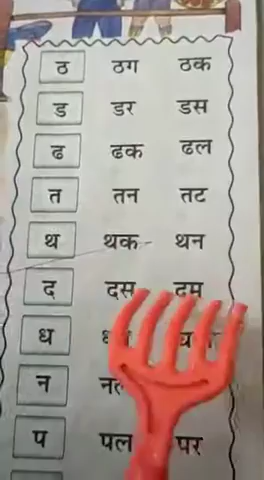 ठ ठग ठक
ड डर डस
ढ ढक ढल
त तन तट
थ थक थन
द दस दम
ध
न
प पल पर